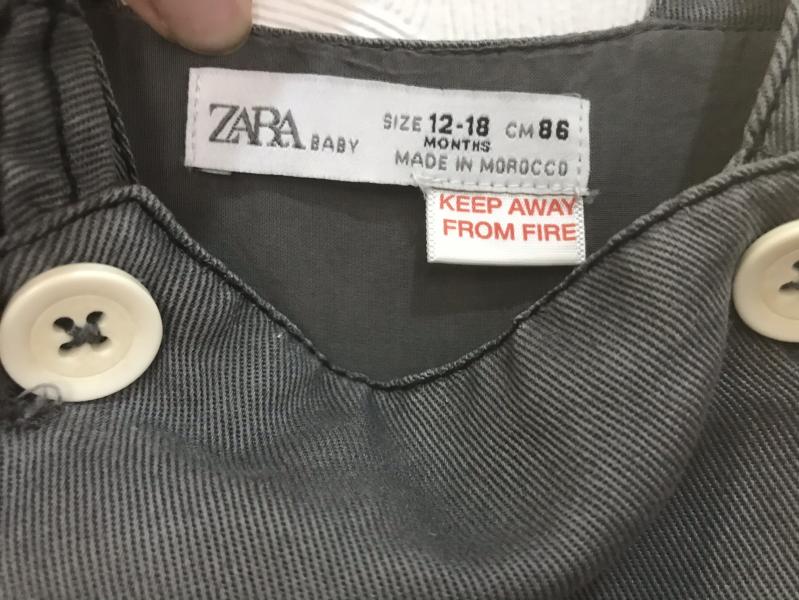 ZARA BABY
SIZE 12-18 CM 86
MONTHS
MADE IN MOROCCO
KEEP AWAY
FROM FIRE